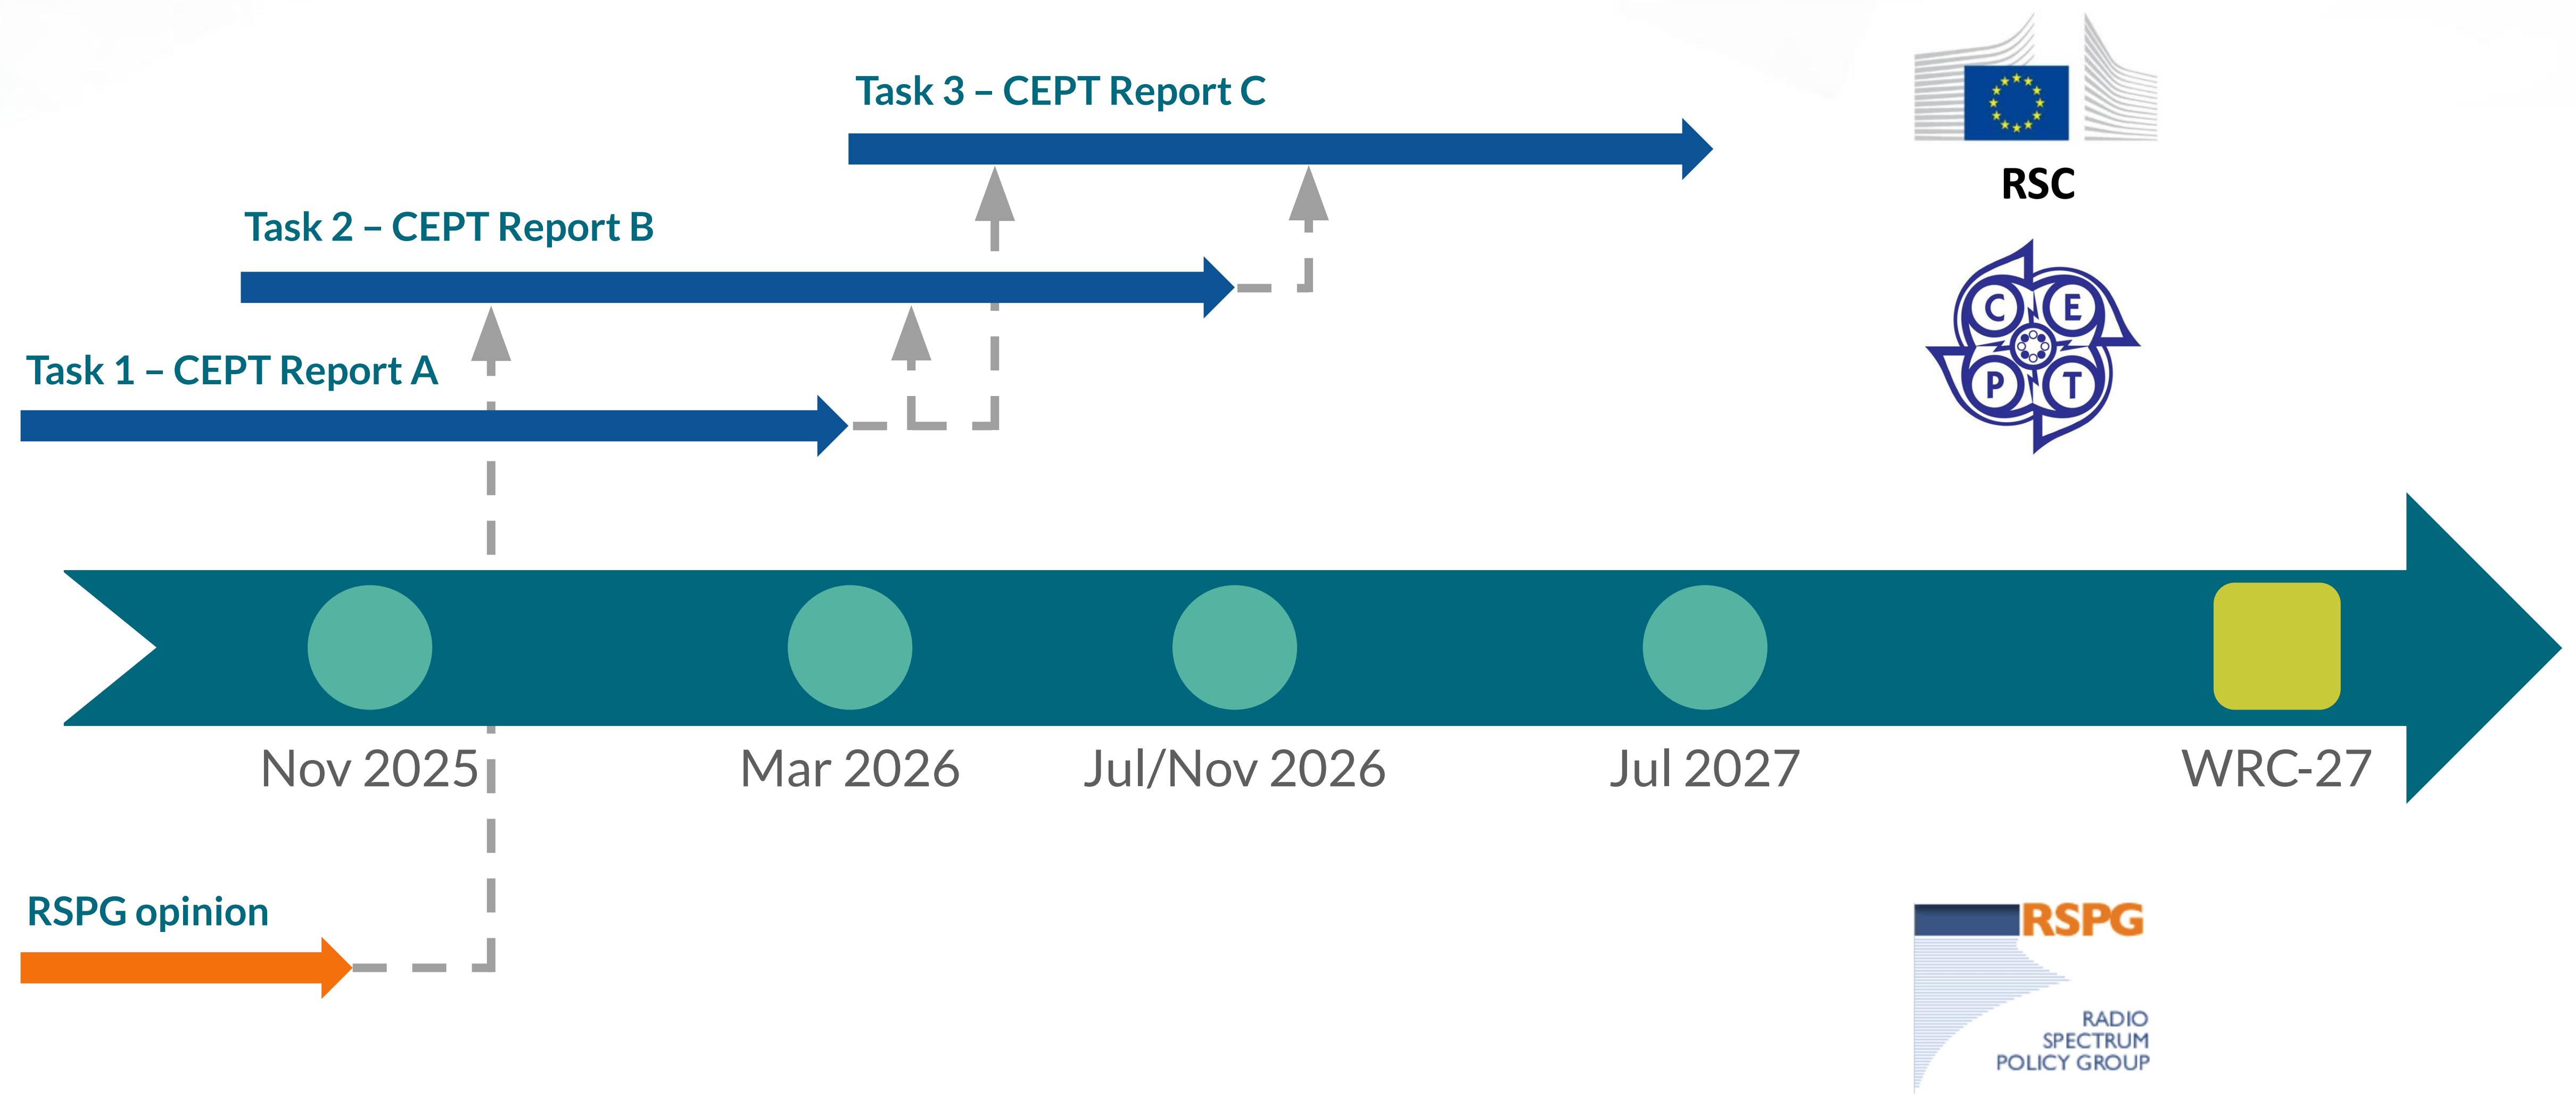 Task 3 – CEPT Report C
RSC
Task 2 – CEPT Report B
C E
P T
Task 1 – CEPT Report A
Nov 2025
Mar 2026
Jul/Nov 2026
Jul 2027
WRC-27
RSPG opinion
RSPG
RADIO
SPECTRUM
POLICY GROUP